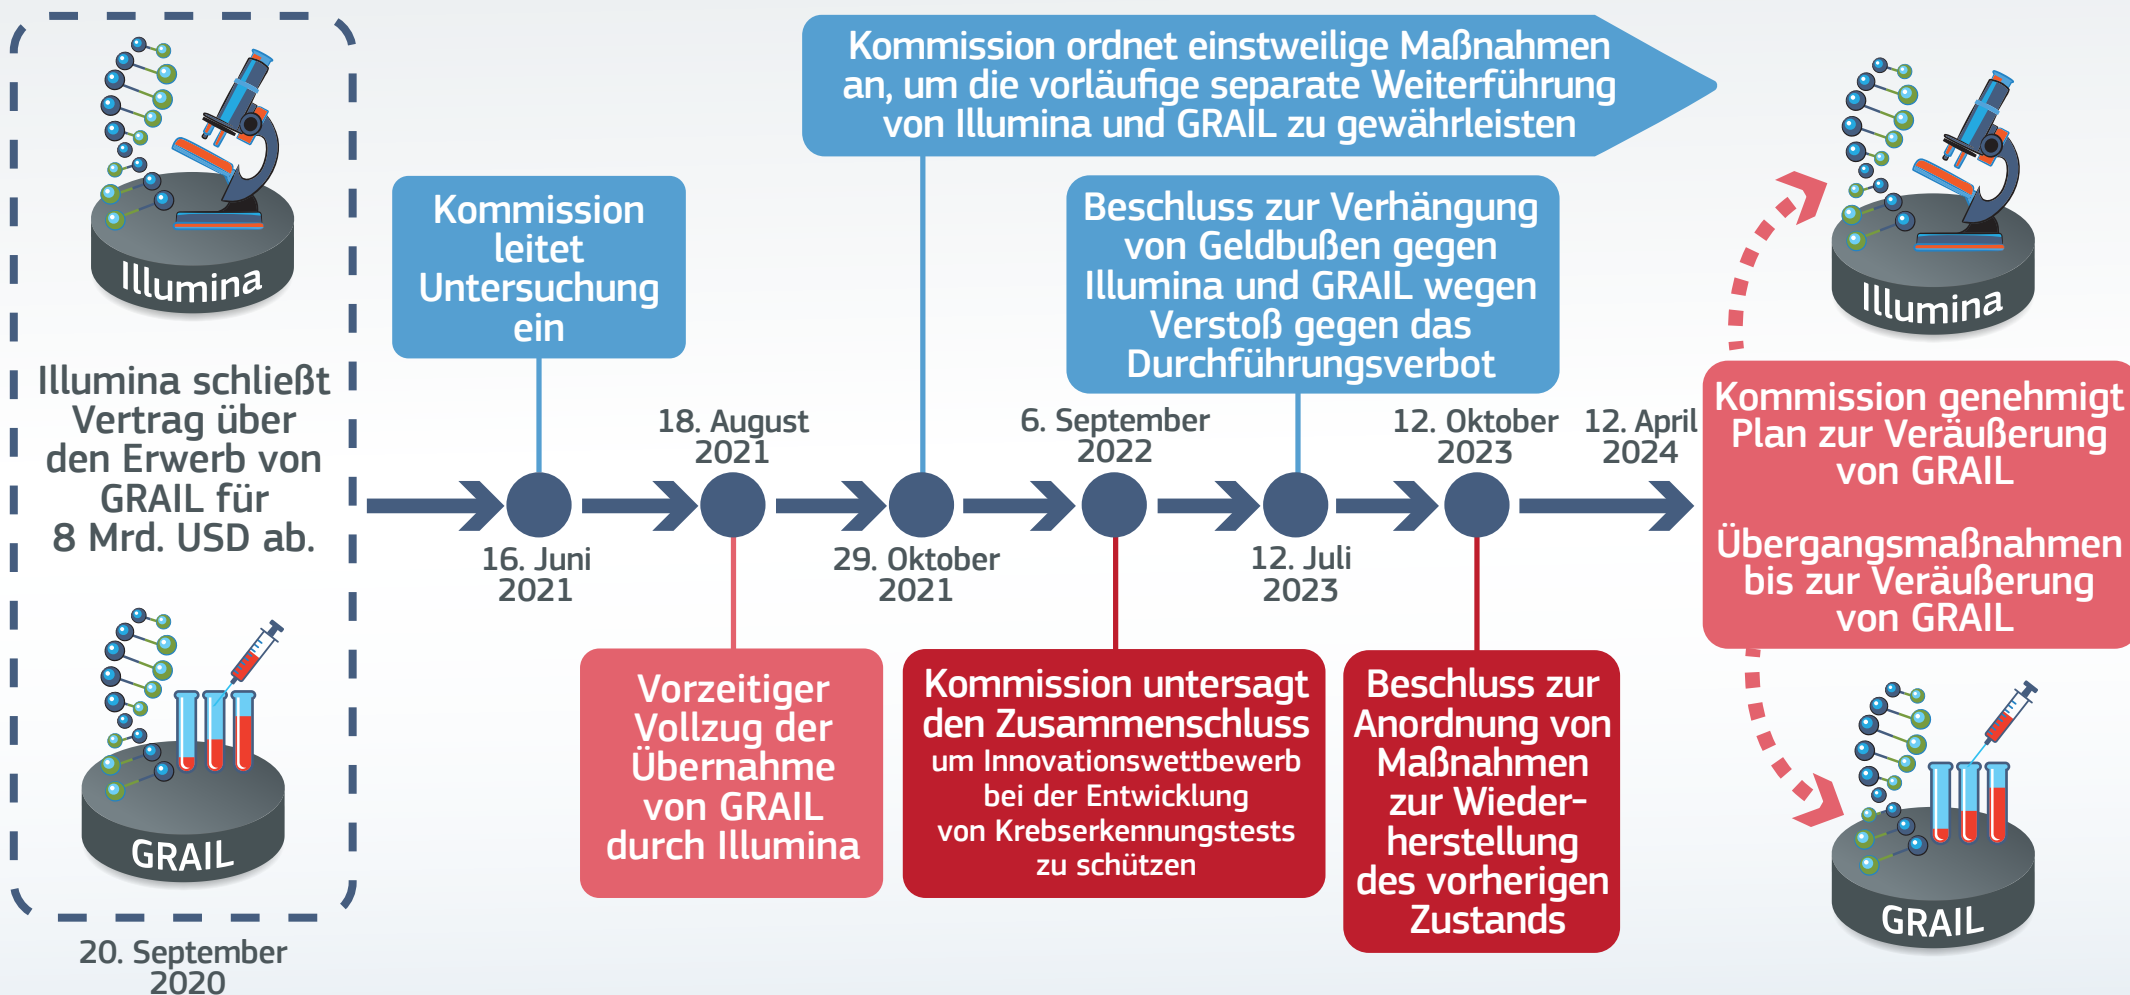 Illumina
Illumina schließt
Vertrag über
den Erwerb von
GRAIL für
8 Mrd. USD ab.
GRAIL
20. September
2020
Kommission
leitet
Untersuchung
ein
16. Juni
2021
18. August
2021
Vorzeitiger
Vollzug der
Übernahme
von GRAIL
durch Illumina
Kommission ordnet einstweilige Maßnahmen
an, um die vorläufige separate Weiterführung
von Illumina und GRAIL zu gewährleisten
29. Oktober
2021
6. September
2022
Kommission untersagt
den Zusammenschluss
um Innovationswettbewerb
bei der Entwicklung
von Krebserkennungstests
zu schützen
Beschluss zur Verhängung
von Geldbußen gegen
Illumina und GRAIL wegen
Verstoß gegen das
Durchführungsverbot
12. Juli
2023
12. Oktober
2023
Beschluss zur
Anordnung von
Maßnahmen
zur Wieder-
herstellung
des vorherigen
Zustands
12. April
2024
Illumina
Kommission genehmigt
Plan zur Veräußerung
von GRAIL
Übergangsmaßnahmen
bis zur Veräußerung
von GRAIL
GRAIL